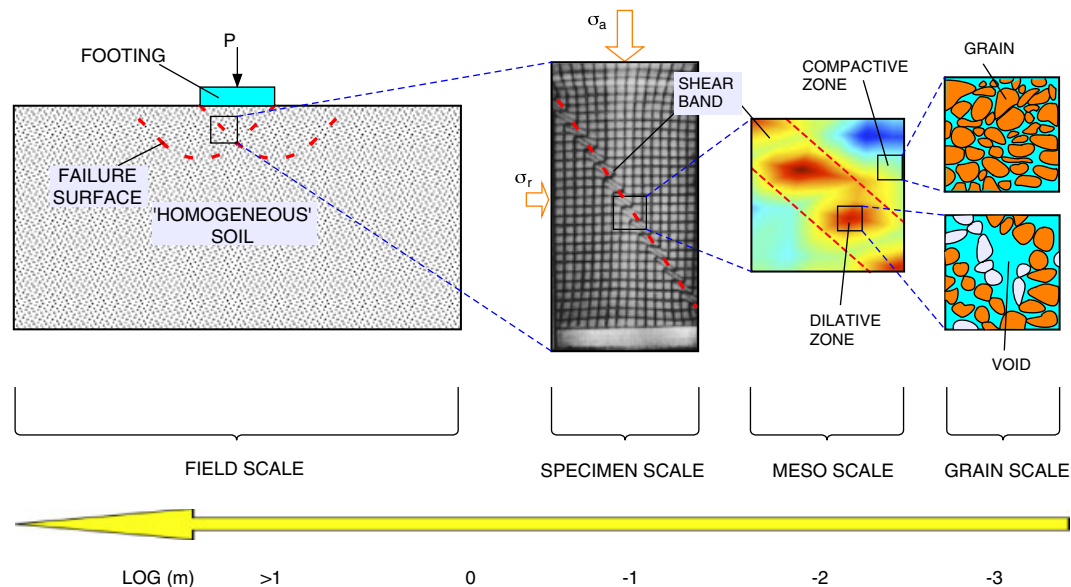 P
FOOTING
FAILURE
SURFACE
'HOMOGENEOUS'
SOIL
σa
σr
SHEAR
BAND
COMPACTIVE
ZONE
GRAIN
DILATIVE
ZONE
VOID
FIELD SCALE
SPECIMEN SCALE
MESO SCALE
GRAIN SCALE
LOG (m) >1 0 -1 -2 -3